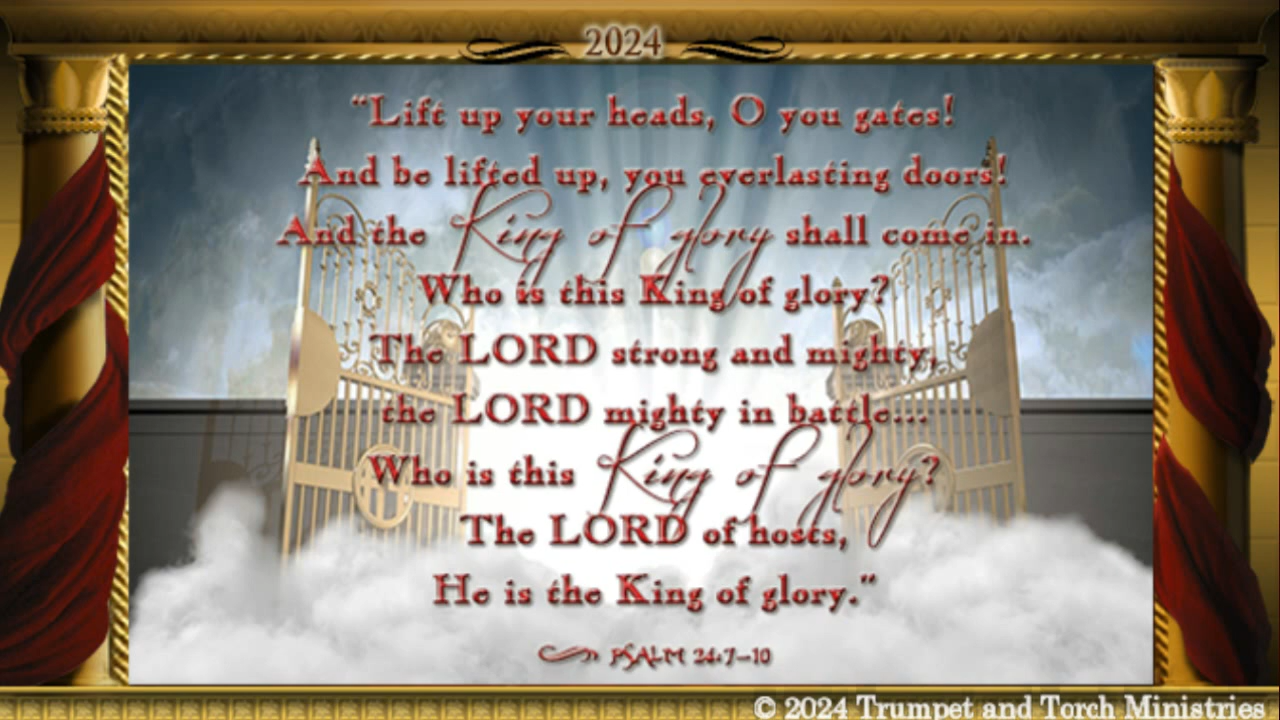 2024
“Lift up your heads, O you gates!
And be lifted up, you everlasting doors!
And the King of glory shall come in.
Who is this King of glory?
The LORD strong and mighty,
the LORD mighty in battle...
Who is this King of glory?
The LORD of hosts,
He is the King of glory.”
PSALM 24:7–10
© 2024 Trumpet and Torch Ministries